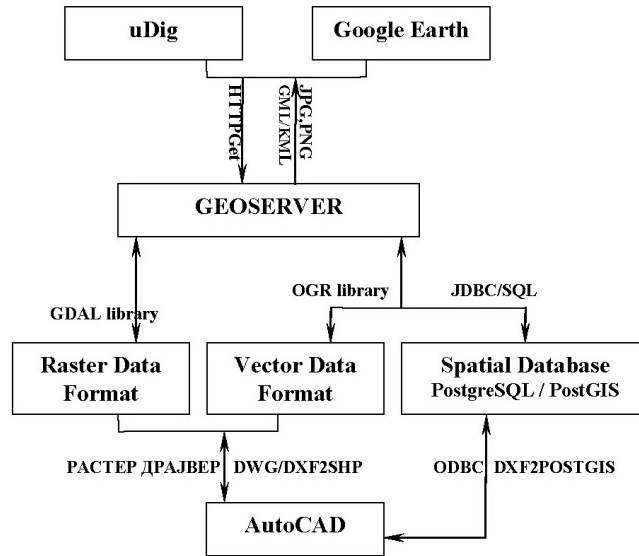 uDig
Google Earth
HTTPGet
JPG,PNG
GML/KML
GEOSERVER
GDAL library
OGR library
JDBC/SQL
Raster Data
Format
Vector Data
Format
Spatial Database
PostgreSQL / PostGIS
РАСТЕР ДРАЈВЕР
DWG/DXF2SHP
ODBC
DXF2POSTGIS
AutoCAD